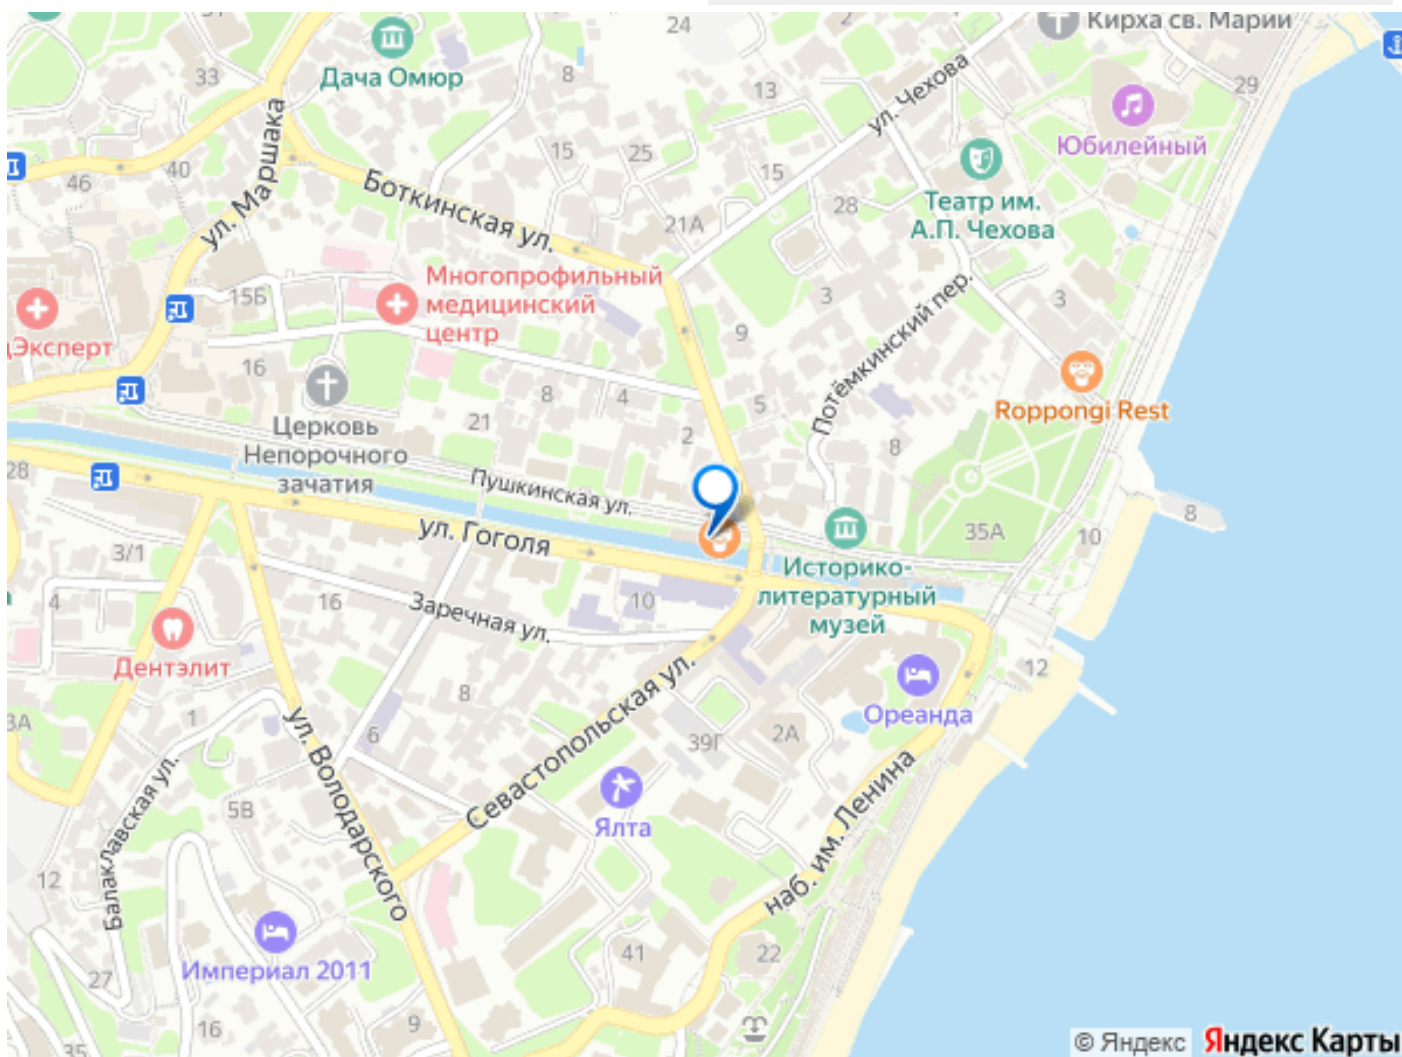 24
2
Кирха св. Марии
33
Дача Омюр
8
13
ул. Чехова
29
Юбилейный
ул. Маршака
15
25
15
46
40
Боткинская ул.
28
Театр им.
А.П. Чехова
21А
Многопрофильный
медицинский
центр
15Б
3
Потёмкинский пер.
3
9
Эксперт
16
8
4
5
Roppongi Rest
Церковь
Непорочного
зачатия
21
2
8
28
Пушкинская ул.
8
ул. Гоголя
35А
10
3/1
Историко-
литературный
музей
4
16
Заречная ул.
10
Дентэлит
12
8
Ореанда
3А
1
6
ул. Володарского
Севастопольская ул.
39Г
2А
Балаклавская ул.
5В
Ялта
наб. им. Ленина
12
Империал 2011
41
22
27
16
9
35
© Яндекс Яндекс Карты